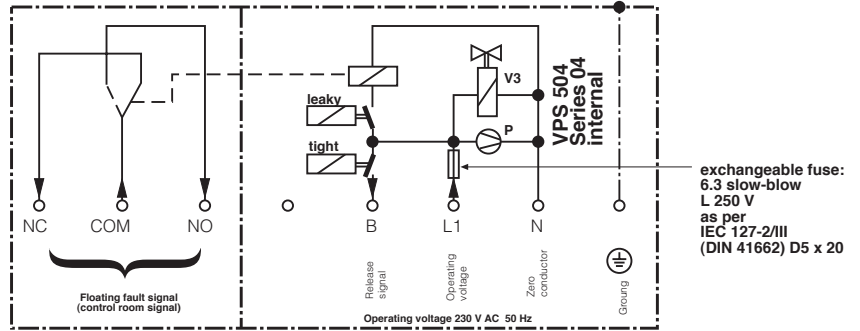 leaky
tight
V3
P
VPS 504
Series 04
internal
exchangeable fuse:
6.3 slow-blow
L 250 V
as per
IEC 127-2/III
(DIN 41662) D5 x 20
NC
COM
NO
B
L1
N
Floating fault signal
(control room signal)
Release
signal
Operating
voltage
Zero
conductor
Groung
Operating voltage 230 V AC 50 Hz